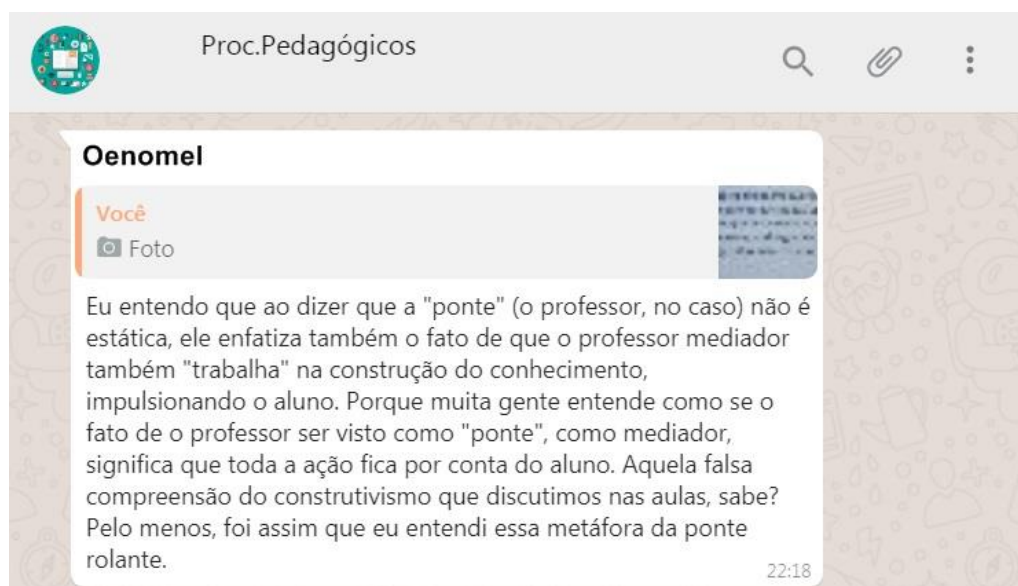 Proc.Pedagógicos
Oenomel
Você
Foto
Eu entendo que ao dizer que a "ponte" (o professor, no caso) não é
estática, ele enfatiza também o fato de que o professor mediador
também "trabalha" na construção do conhecimento,
impulsionando o aluno. Porque muita gente entende como se o
fato de o professor ser visto como "ponte", como mediador,
significa que toda a ação fica por conta do aluno. Aquela falsa
compreensão do construtivismo que discutimos nas aulas, sabe?
Pelo menos, foi assim que eu entendi essa metáfora da ponte
rolante.
22:18